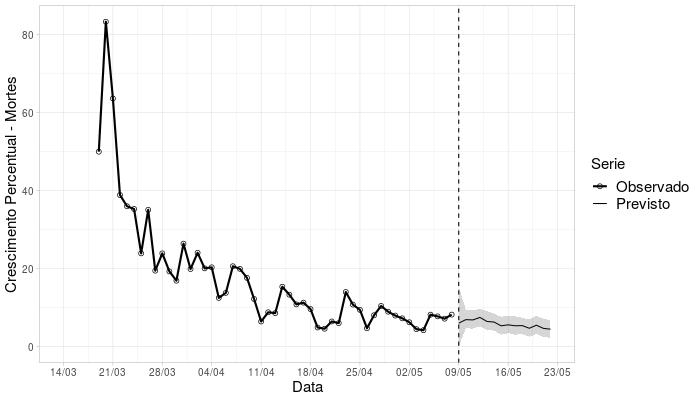 Crescimento Percentual - Mortes
80
60
40
20
0
14/03 21/03 28/03 04/04 11/04 18/04 25/04 02/05 09/05 16/05 23/05
Data
Serie
Observado
Previsto